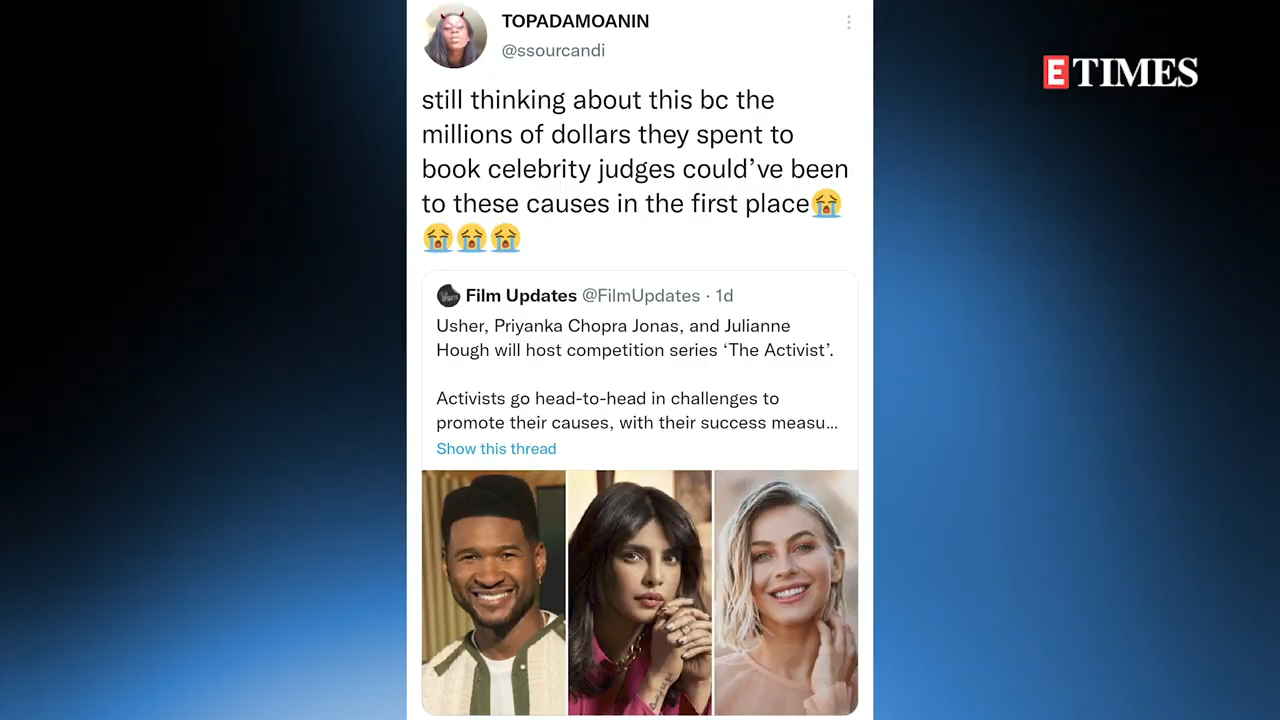 TOPADAMOANIN
@ssourcandi
ETIMES
still thinking about this bc the
millions of dollars they spent to
book celebrity judges could’ve been
to these causes in the first place😭
😭😭😭
Film Updates @FilmUpdates · 1d
Usher, Priyanka Chopra Jonas, and Julianne
Hough will host competition series ‘The Activist’.
Activists go head-to-head in challenges to
promote their causes, with their success measu...
Show this thread